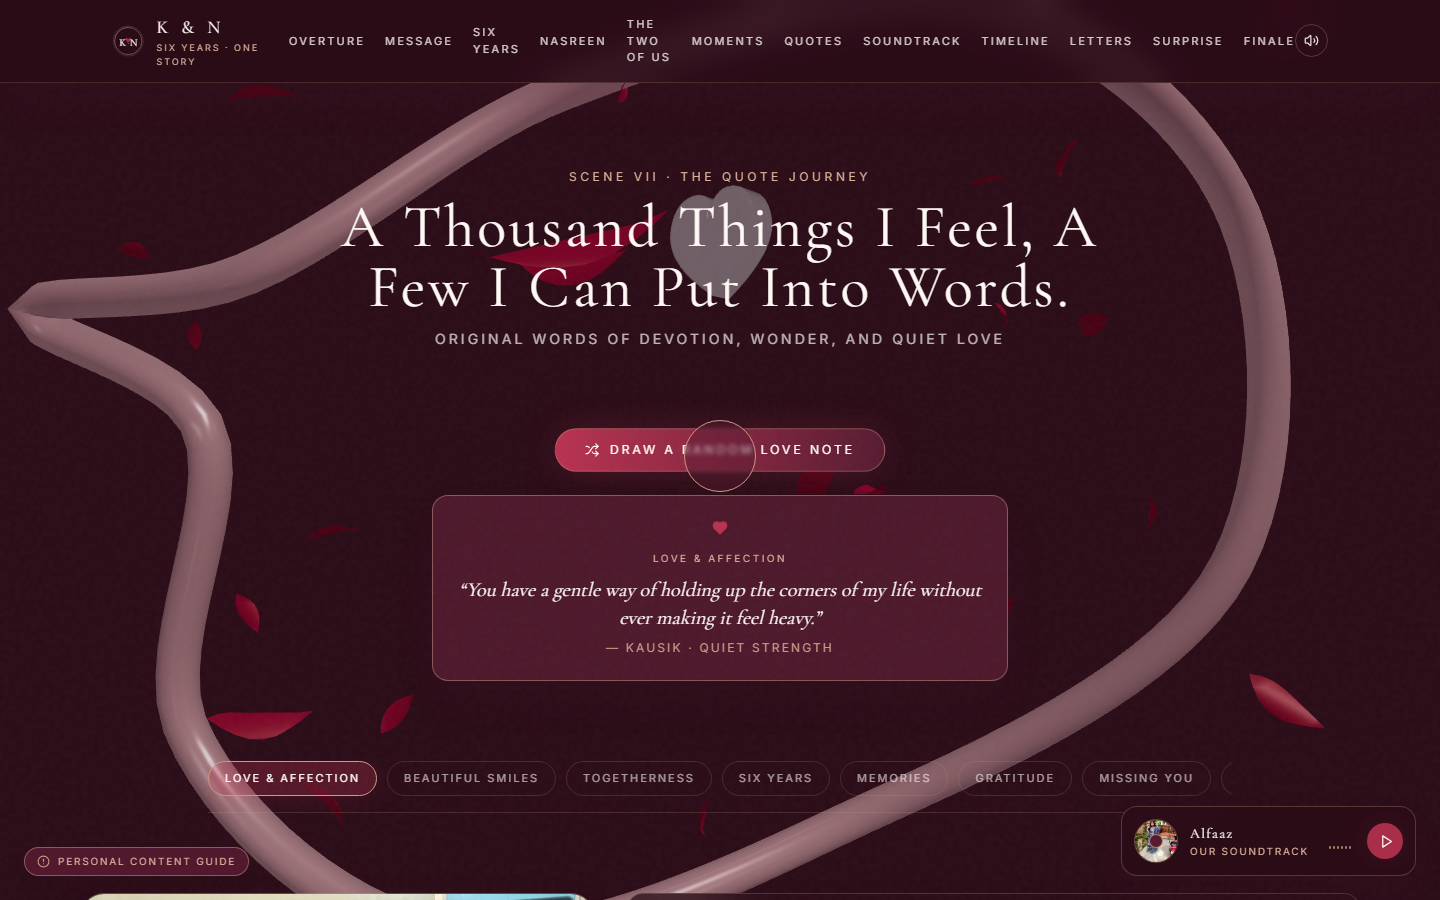 K & N
SIX YEARS · ONE
STORY
OVERTURE
MESSAGE
SIX
YEARS
NASREEN
THE
TWO
OF US
MOMENTS
QUOTES
SOUNDTRACK
TIMELINE
LETTERS
SURPRISE
FINALE
SCENE VII · THE QUOTE JOURNEY
A Thousand Things I Feel, A
Few I Can Put Into Words.
ORIGINAL WORDS OF DEVOTION, WONDER, AND QUIET LOVE
DRAW A RANDOM LOVE NOTE
LOVE & AFFECTION
“You have a gentle way of holding up the corners of my life without
ever making it feel heavy.”
— KAUSIK · QUIET STRENGTH
LOVE & AFFECTION
BEAUTIFUL SMILES
TOGETHERNESS
SIX YEARS
MEMORIES
GRATITUDE
MISSING YOU
Alfaaz
OUR SOUNDTRACK
PERSONAL CONTENT GUIDE